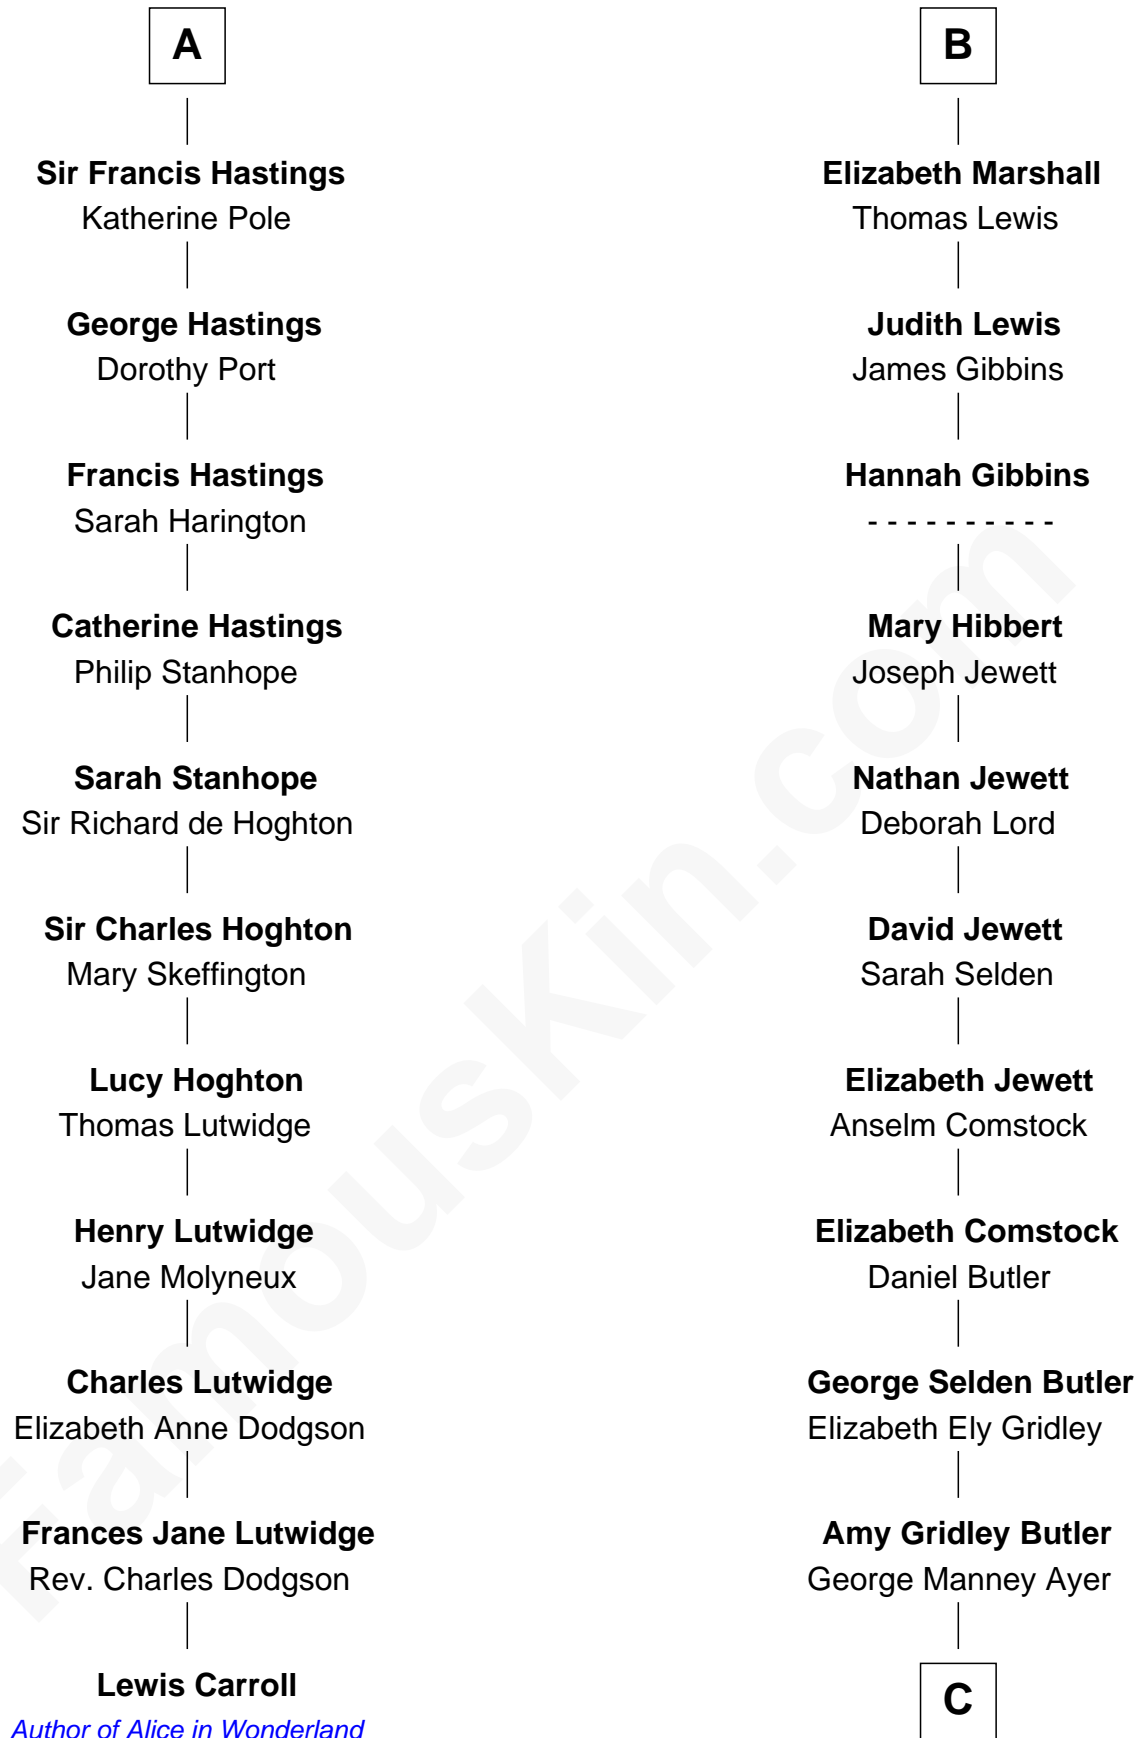 A
Sir Francis Hastings
Katherine Pole
George Hastings
Dorothy Port
Francis Hastings
Sarah Harington
Catherine Hastings
Philip Stanhope
Sarah Stanhope
Sir Richard de Hoghton
Sir Charles Hoghton
Mary Skeffington
Lucy Hoghton
Thomas Lutwidge
Henry Lutwidge
Jane Molyneux
Charles Lutwidge
Elizabeth Anne Dodgson
Frances Jane Lutwidge
Rev. Charles Dodgson
Lewis Carroll
Author of Alice in Wonderland
B
Elizabeth Marshall
Thomas Lewis
Judith Lewis
James Gibbins
Hannah Gibbins
- - - - - - - - - -
Mary Hibbert
Joseph Jewett
Nathan Jewett
Deborah Lord
David Jewett
Sarah Selden
Elizabeth Jewett
Anselm Comstock
Elizabeth Comstock
Daniel Butler
George Selden Butler
Elizabeth Ely Gridley
Amy Gridley Butler
George Manney Ayer
C
FamousKin.com